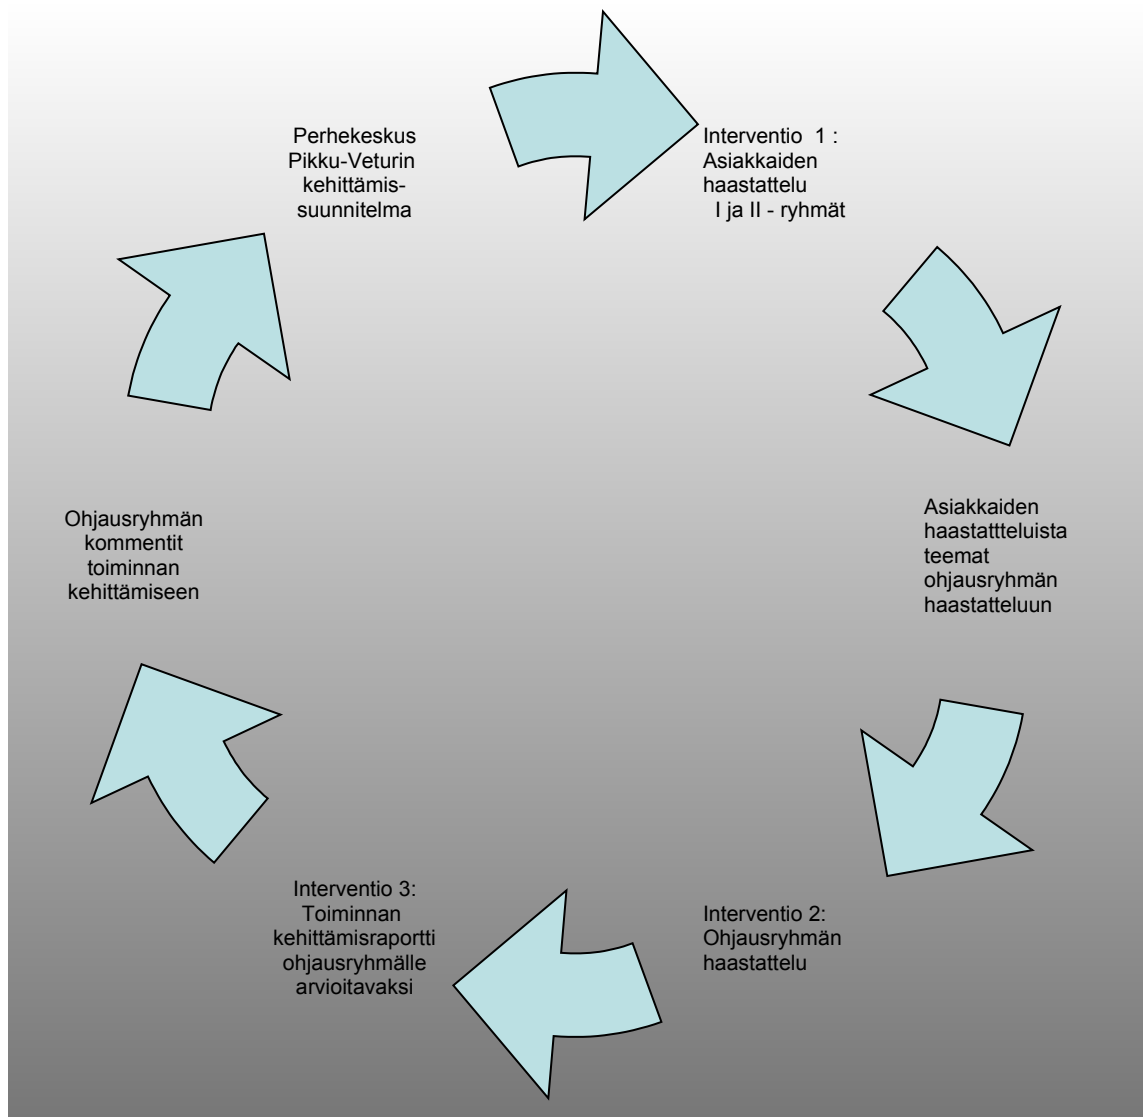 Perhekeskus
Pikku-Veturin
kehittämis-
suunnitelma
Interventio 1 :
Asiakkaiden
haastattelu
I ja II - ryhmät
Asiakkaiden
haastattteluista
teemat
ohjausryhmän
haastatteluun
Interventio 2:
Ohjausryhmän
haastattelu
Interventio 3:
Toiminnan
kehittämisraportti
ohjausryhmälle
arvioitavaksi
Ohjausryhmän
kommentit
toiminnan
kehittämiseen